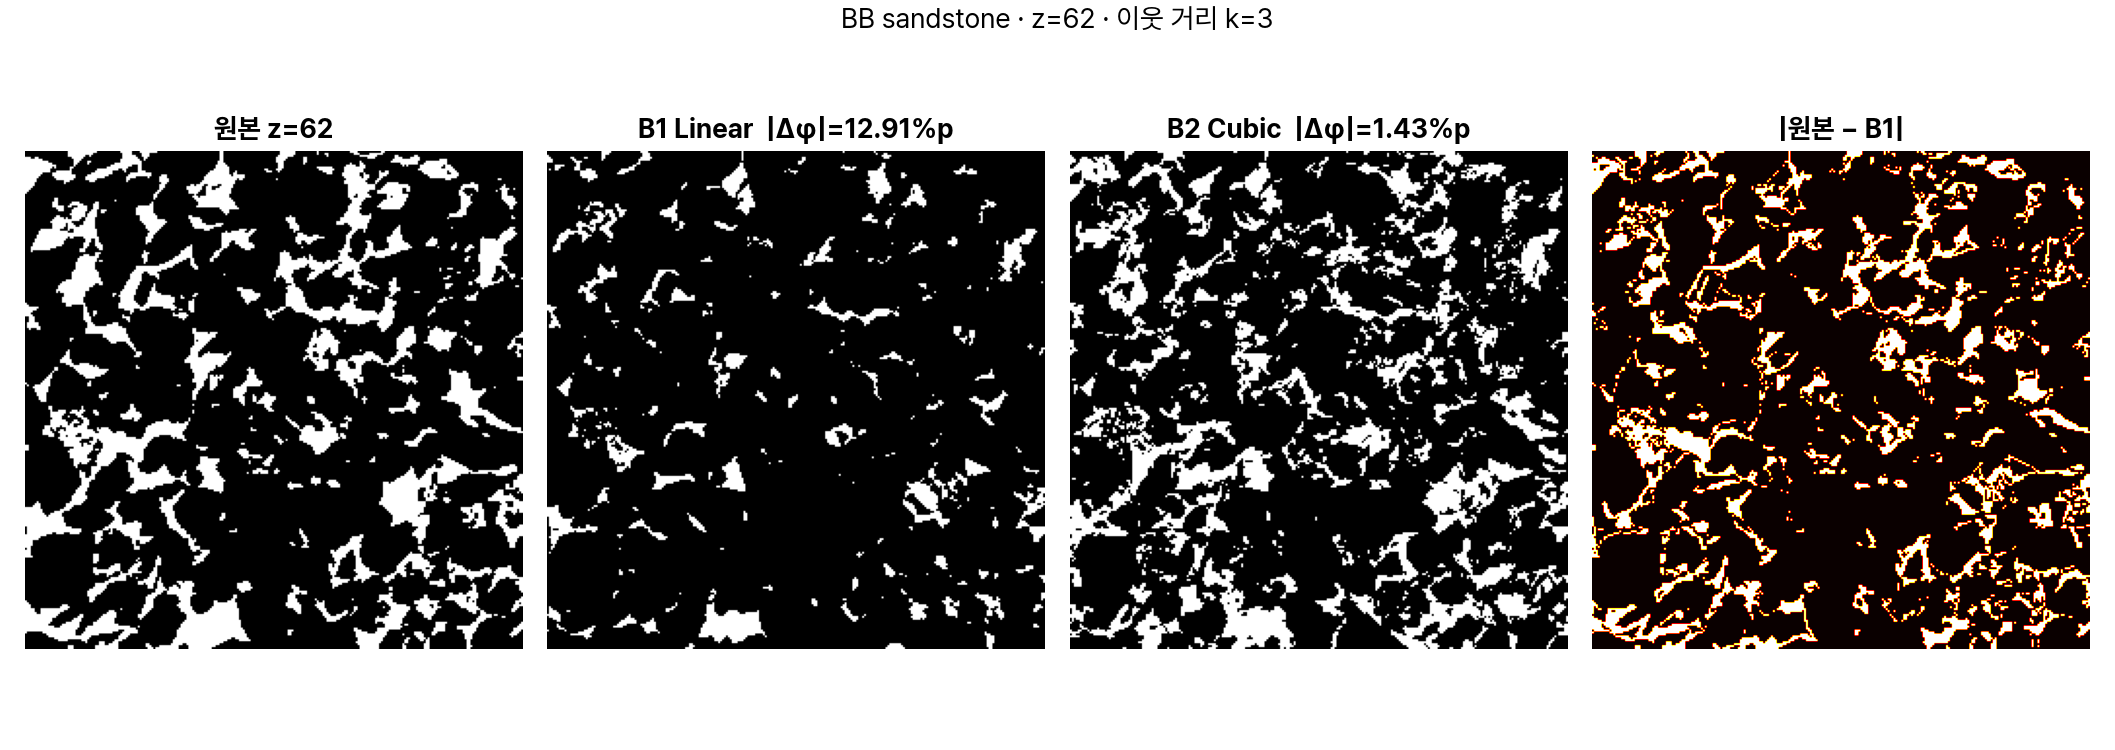 BB sandstone · z=62 · 이웃 거리 k=3
원본 z=62
B1 Linear |Δφ|=12.91%p
B2 Cubic |Δφ|=1.43%p
|원본 − B1|